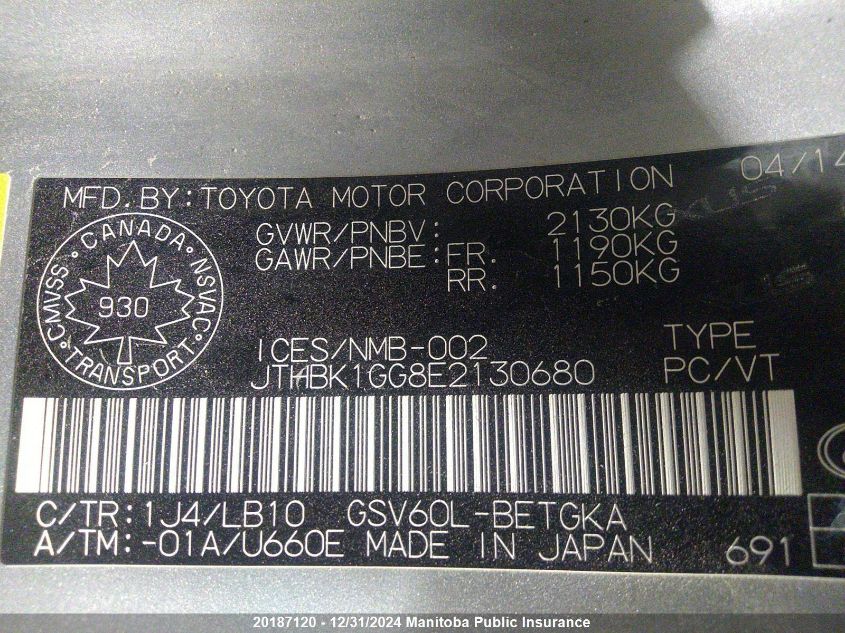 MFD. BY: TOYOTA MOTOR CORPORATION 04/14
GVWR/PNBV: 2130KG
GAWR/PNBE: FR. 1190KG
RR. 1150KG
CANADA
CMVSS NSVAC
930
TRANSPORT
ICES/NMB-002 TYPE
JTHBK1GG8E2130680 PC/VT
C/TR: 1J4/LB10 GSV60L-BETGKA
A/TM: -01A/U660E MADE IN JAPAN 691
20187120 - 12/31/2024 Manitoba Public Insurance